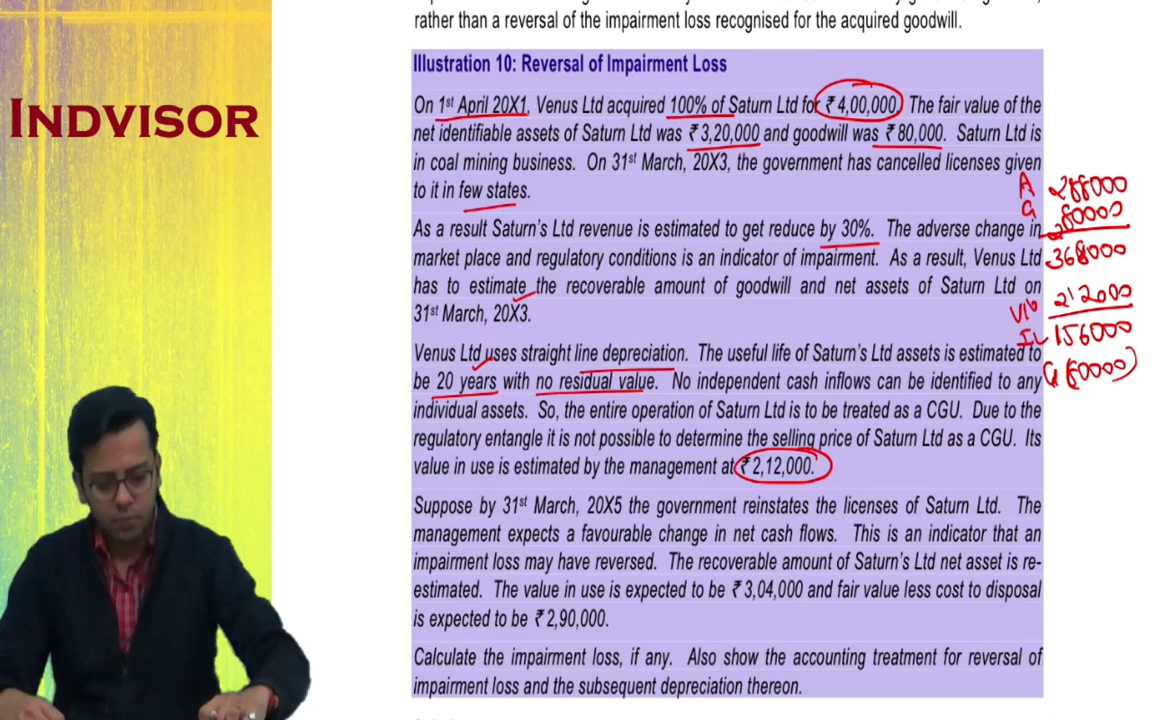 rather than a reversal of the impairment loss recognised for the acquired goodwill.
INDVISOR
Illustration 10: Reversal of Impairment Loss
On 1st April 20X1, Venus Ltd acquired 100% of Saturn Ltd for ₹ 4,00,000. The fair value of the
net identifiable assets of Saturn Ltd was ₹ 3,20,000 and goodwill was ₹ 80,000. Saturn Ltd is
in coal mining business. On 31st March, 20X3, the government has cancelled licenses given
to it in few states.
As a result Saturn's Ltd revenue is estimated to get reduce by 30%. The adverse change in
market place and regulatory conditions is an indicator of impairment. As a result, Venus Ltd
has to estimate the recoverable amount of goodwill and net assets of Saturn Ltd on
31st March, 20X3.
Venus Ltd uses straight line depreciation. The useful life of Saturn's Ltd assets is estimated to
be 20 years with no residual value. No independent cash inflows can be identified to any
individual assets. So, the entire operation of Saturn Ltd is to be treated as a CGU. Due to the
regulatory entangle it is not possible to determine the selling price of Saturn Ltd as a CGU. Its
value in use is estimated by the management at ₹ 2,12,000.
Suppose by 31st March, 20X5 the government reinstates the licenses of Saturn Ltd. The
management expects a favourable change in net cash flows. This is an indicator that an
impairment loss may have reversed. The recoverable amount of Saturn's Ltd net asset is re-
estimated. The value in use is expected to be ₹ 3,04,000 and fair value less cost to disposal
is expected to be ₹ 2,90,000.
Calculate the impairment loss, if any. Also show the accounting treatment for reversal of
impairment loss and the subsequent depreciation thereon.
A 288000
G 80000
368000
VIU 212000
IL 156000
G (80000)